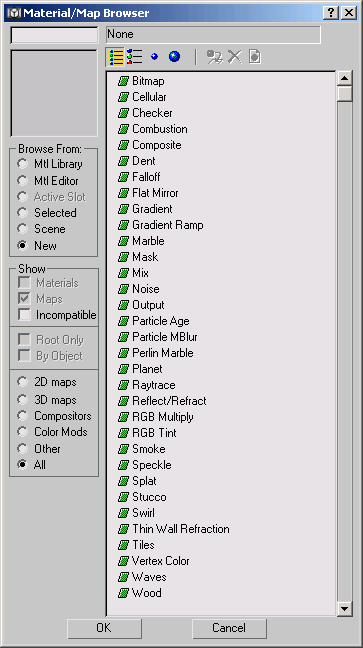 Material/Map Browser
None
Browse From:
Mtl Library
Mtl Editor
Active Slot
Selected
Scene
New
Show
Materials
Maps
Incompatible
Root Only
By Object
2D maps
3D maps
Compositors
Color Mods
Other
All
Bitmap
Cellular
Checker
Combustion
Composite
Dent
Falloff
Flat Mirror
Gradient
Gradient Ramp
Marble
Mask
Mix
Noise
Output
Particle Age
Particle MBlur
Perlin Marble
Planet
Raytrace
Reflect/Refract
RGB Multiply
RGB Tint
Smoke
Speckle
Splat
Stucco
Swirl
Thin Wall Refraction
Tiles
Vertex Color
Waves
Wood
OK
Cancel